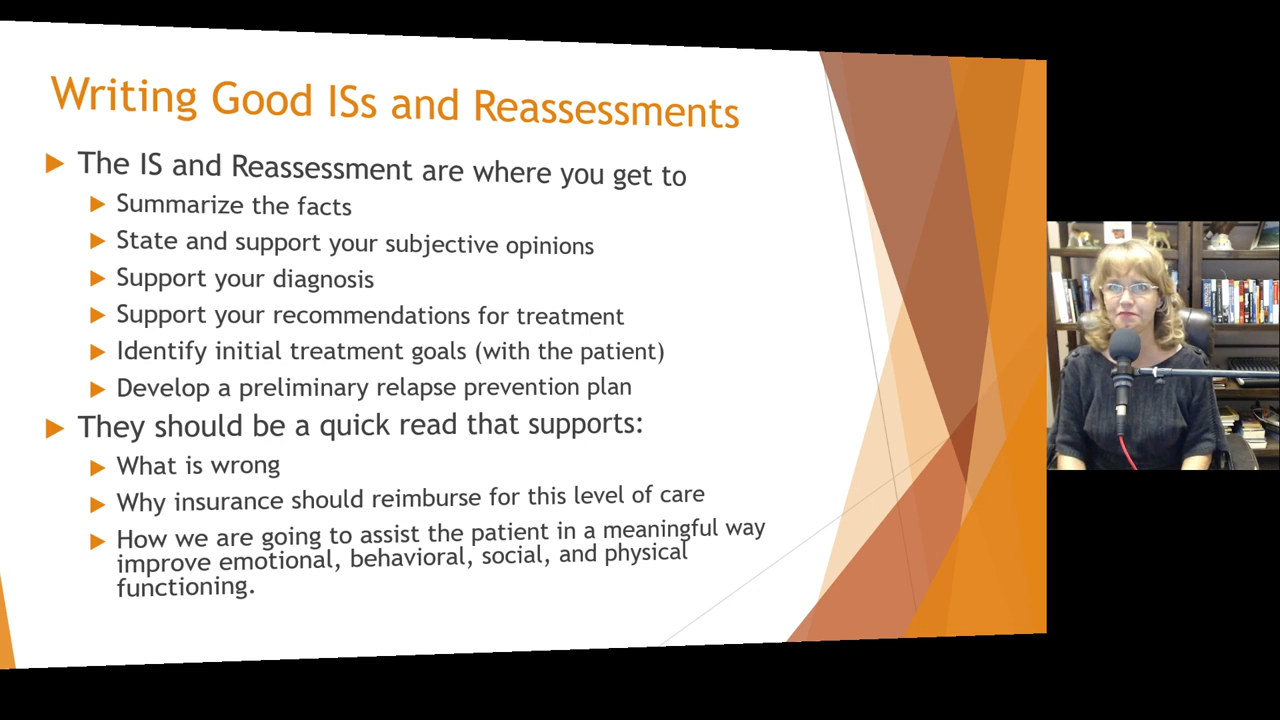 Writing Good ISs and Reassessments
The IS and Reassessment are where you get to
Summarize the facts
State and support your subjective opinions
Support your diagnosis
Support your recommendations for treatment
Identify initial treatment goals (with the patient)
Develop a preliminary relapse prevention plan
They should be a quick read that supports:
What is wrong
Why insurance should reimburse for this level of care
How we are going to assist the patient in a meaningful way
improve emotional, behavioral, social, and physical
functioning.